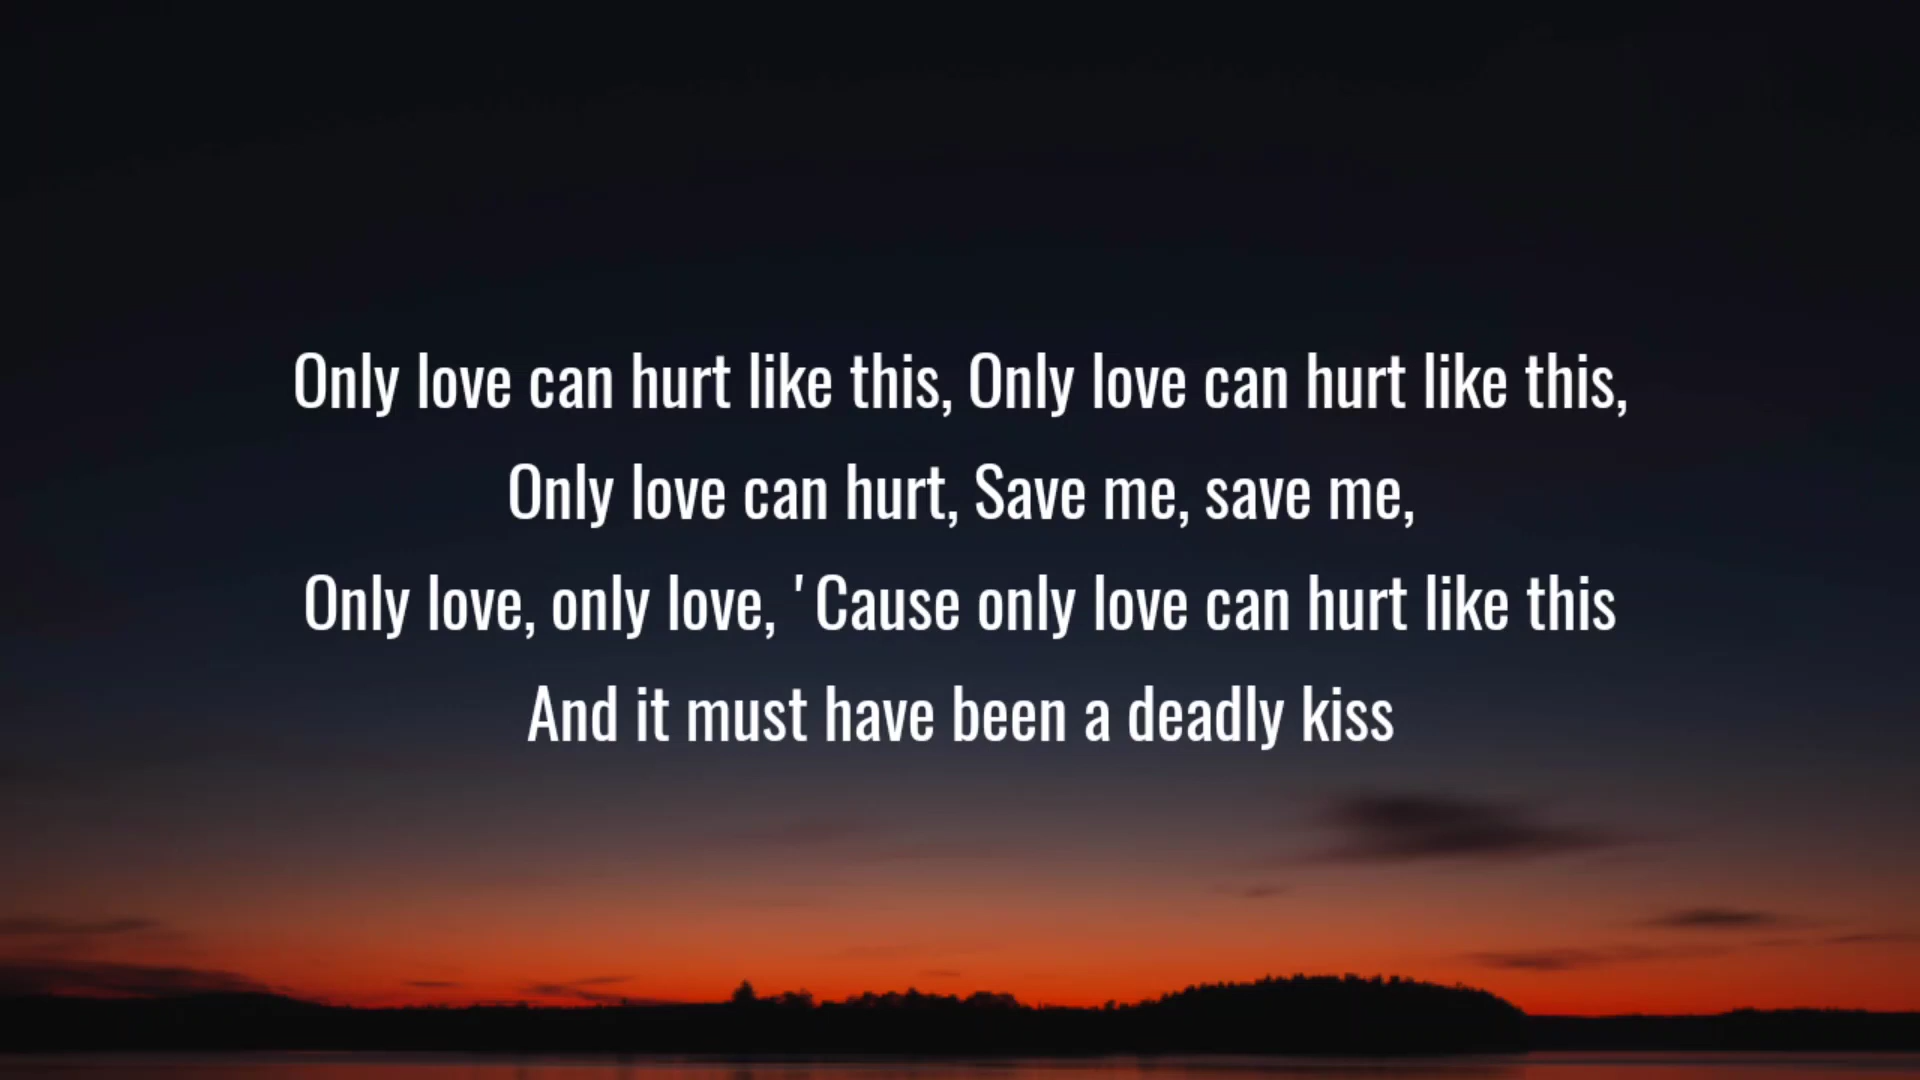 Only love can hurt like this, Only love can hurt like this,
Only love can hurt, Save me, save me,
Only love, only love, 'Cause only love can hurt like this
And it must have been a deadly kiss